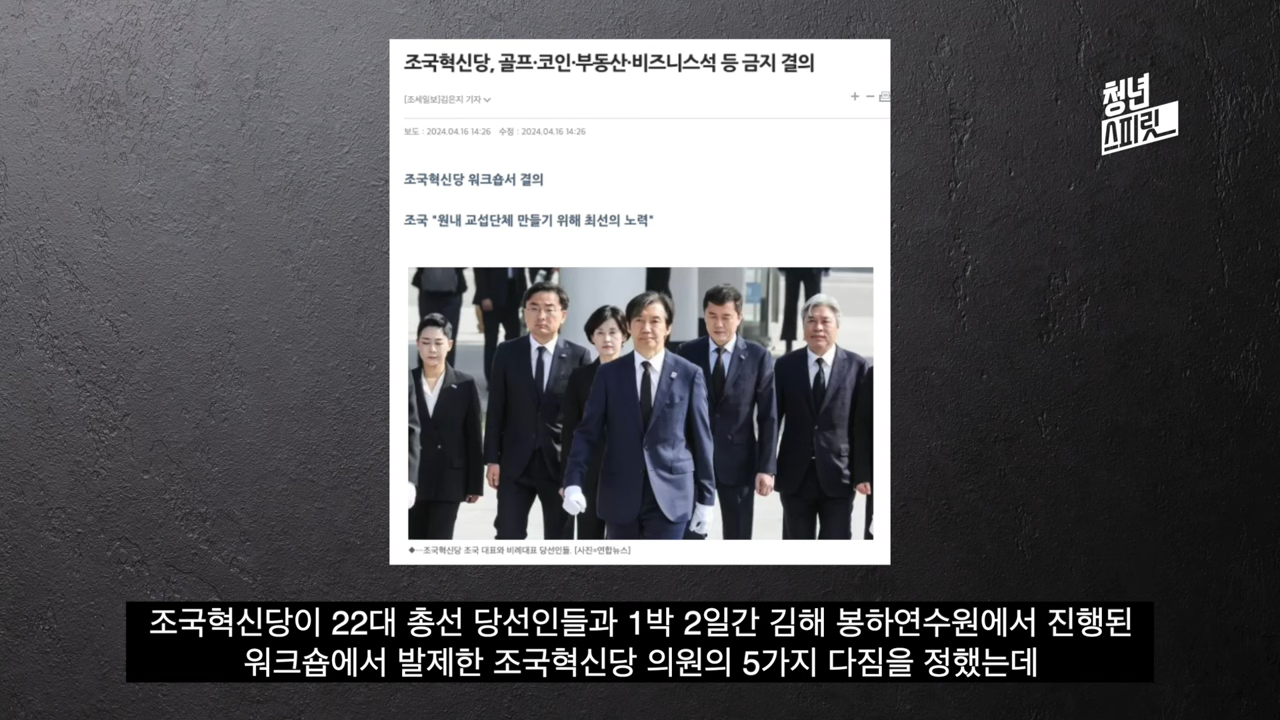 조국혁신당, 골프·코인·부동산·비즈니스석 등 금지 결의
[조세일보]김은지 기자
보도 : 2024.04.16 14:26 수정 : 2024.04.16 14:26
청년
스피릿
조국혁신당 워크숍서 결의
조국 "원내 교섭단체 만들기 위해 최선의 노력"
◆…조국혁신당 조국 대표와 비례대표 당선인들. [사진=연합뉴스]
조국혁신당이 22대 총선 당선인들과 1박 2일간 김해 봉하연수원에서 진행된
워크숍에서 발제한 조국혁신당 의원의 5가지 다짐을 정했는데